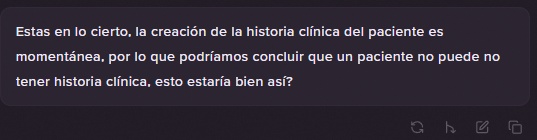 Estas en lo cierto, la creación de la historia clínica del paciente es
momentánea, por lo que podríamos concluir que un paciente no puede no
tener historia clínica, esto estaría bien así?